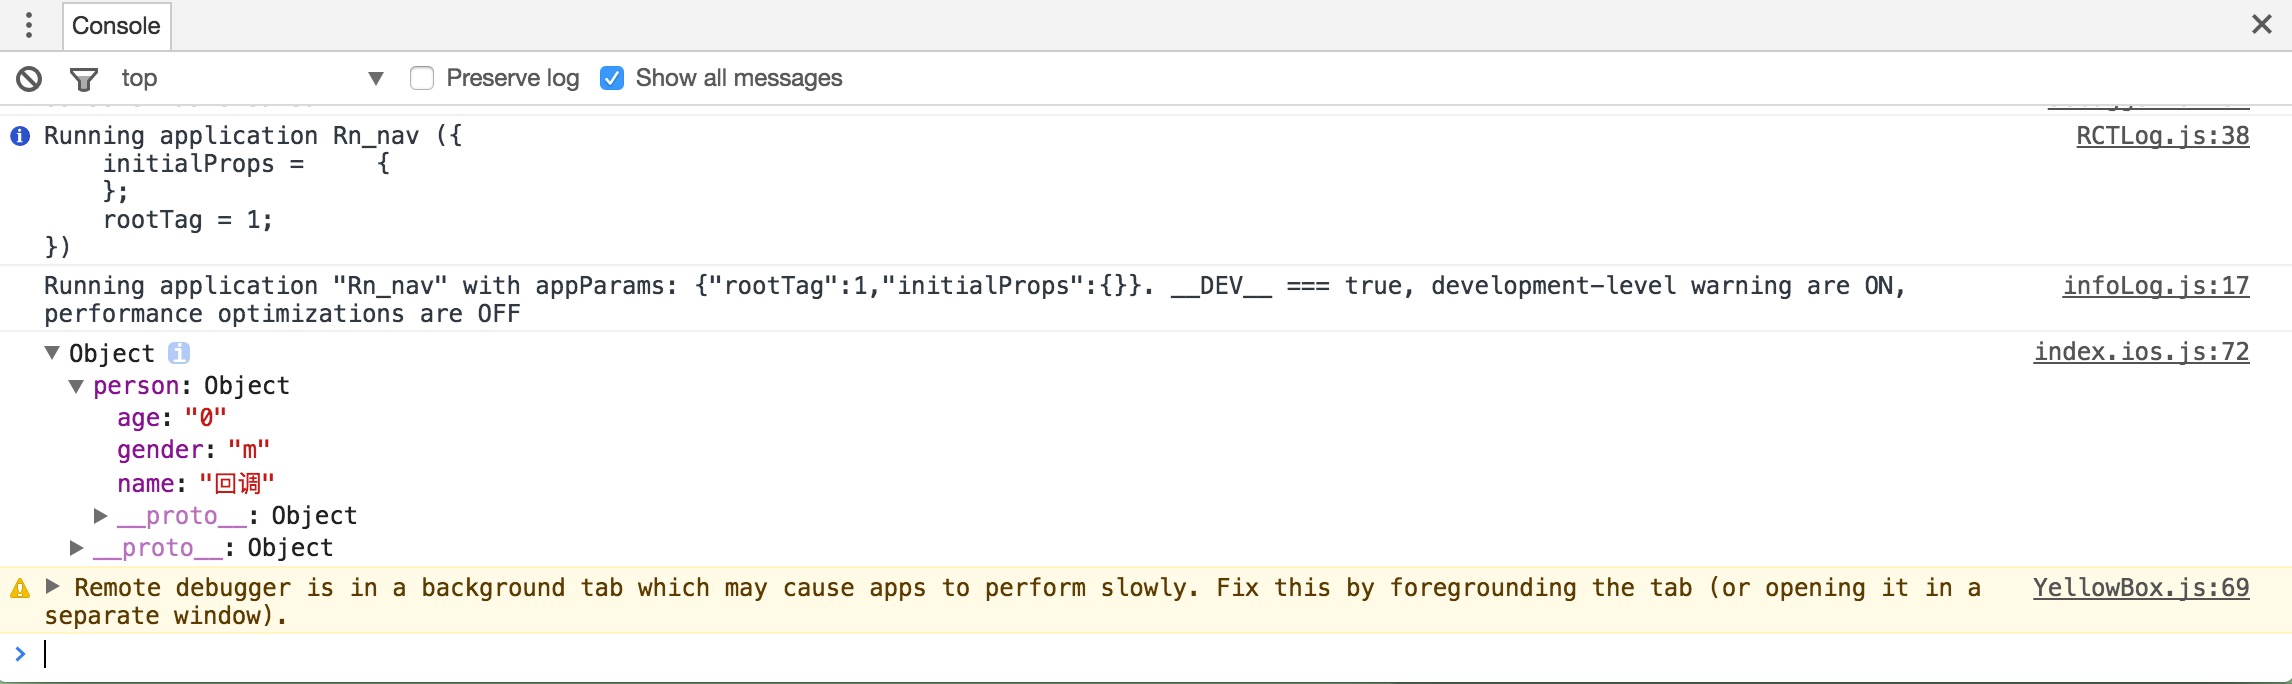 Console
top Preserve log Show all messages
Running application Rn_nav ({ RCTLog.js:38
initialProps = {
};
rootTag = 1;
})
Running application "Rn_nav" with appParams: {"rootTag":1,"initialProps":{}}. __DEV__ === true, development-level warning are ON, infoLog.js:17
performance optimizations are OFF
Object index.ios.js:72
person: Object
age: "0"
gender: "m"
name: "回调"
__proto__: Object
__proto__: Object
Remote debugger is in a background tab which may cause apps to perform slowly. Fix this by foregrounding the tab (or opening it in a YellowBox.js:69
separate window).